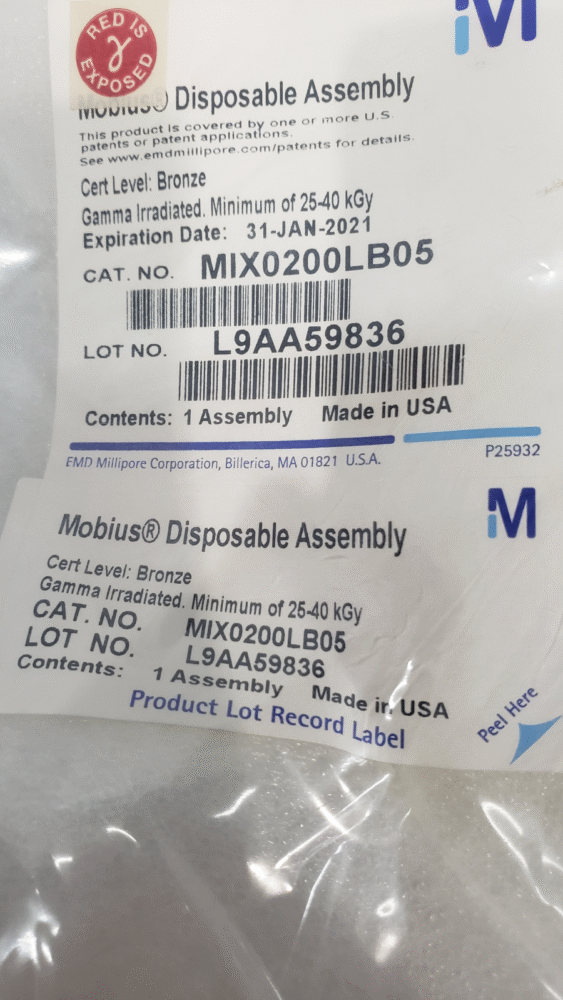 RED IS
γ
EXPOSED
M
Mobius® Disposable Assembly
This product is covered by one or more U.S.
patents or patent applications.
See www.emdmillipore.com/patents for details.
Cert Level: Bronze
Gamma Irradiated. Minimum of 25-40 kGy
Expiration Date: 31-JAN-2021
CAT. NO. MIX0200LB05
LOT NO. L9AA59836
Contents: 1 Assembly Made in USA
EMD Millipore Corporation, Billerica, MA 01821 U.S.A.
P25932
M
Mobius® Disposable Assembly
Cert Level: Bronze
Gamma Irradiated. Minimum of 25-40 kGy
CAT. NO. MIX0200LB05
LOT NO. L9AA59836
Contents: 1 Assembly Made in USA
Product Lot Record Label
Peel Here